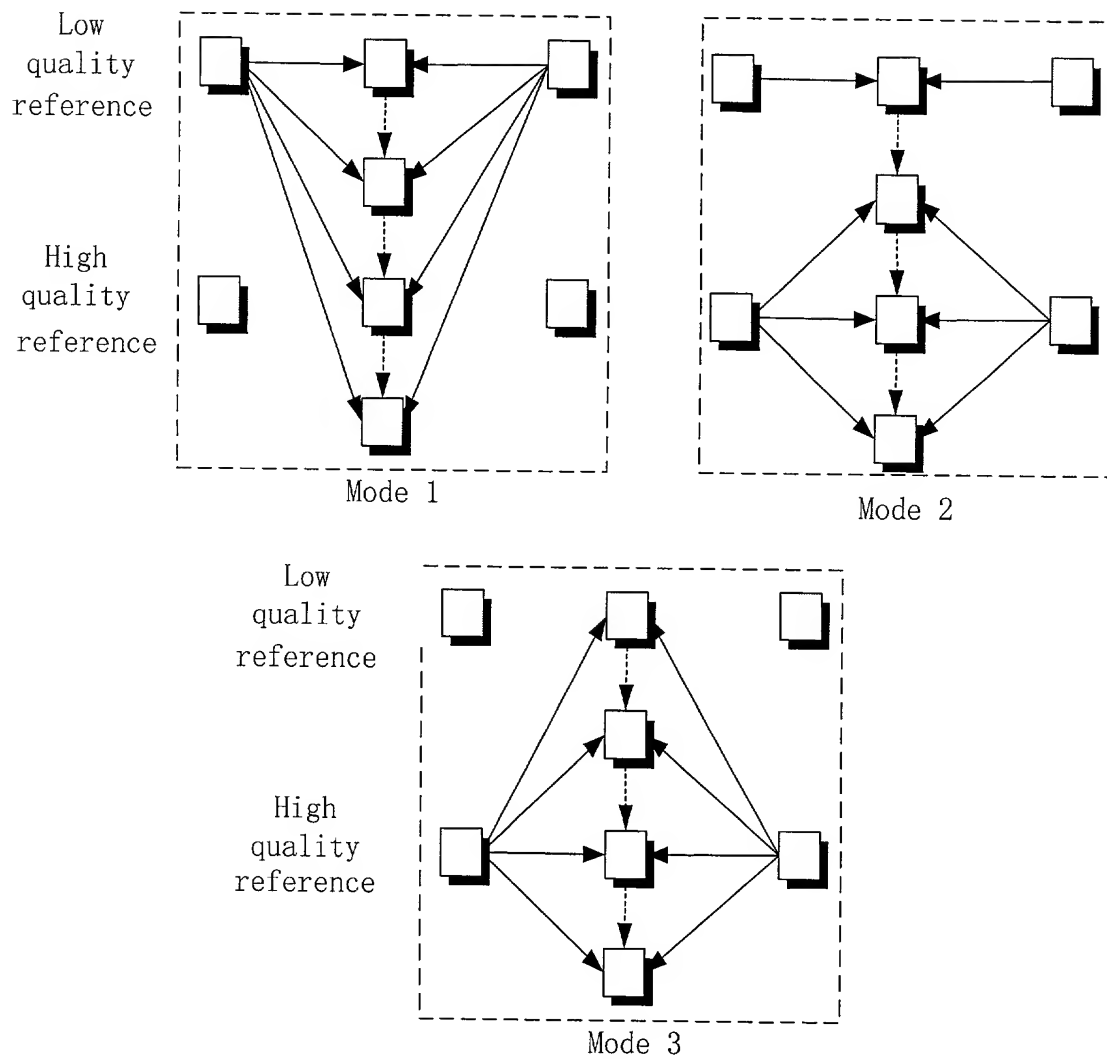 Low
quality
reference
High
quality
reference
Mode 1
Mode 2
Low
quality
reference
High
quality
reference
Mode 3